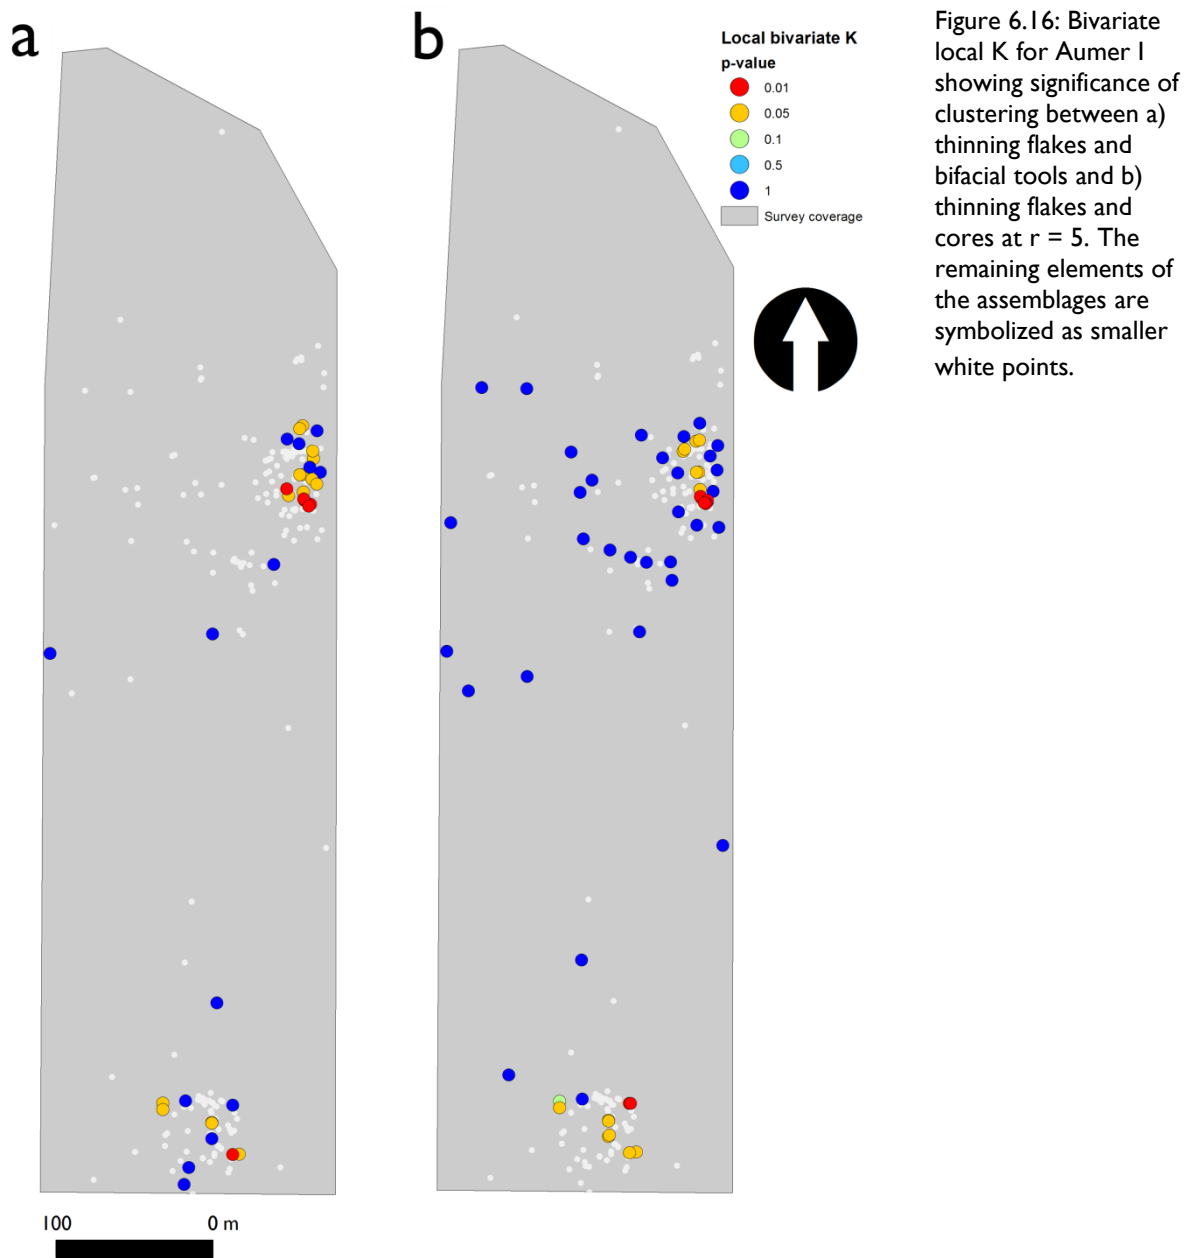 a
b
Local bivariate K
p-value
0.01
0.05
0.1
0.5
1
Survey coverage
Figure 6.16: Bivariate
local K for Aumer I
showing significance of
clustering between a)
thinning flakes and
bifacial tools and b)
thinning flakes and
cores at r = 5. The
remaining elements of
the assemblages are
symbolized as smaller
white points.
100 0 m